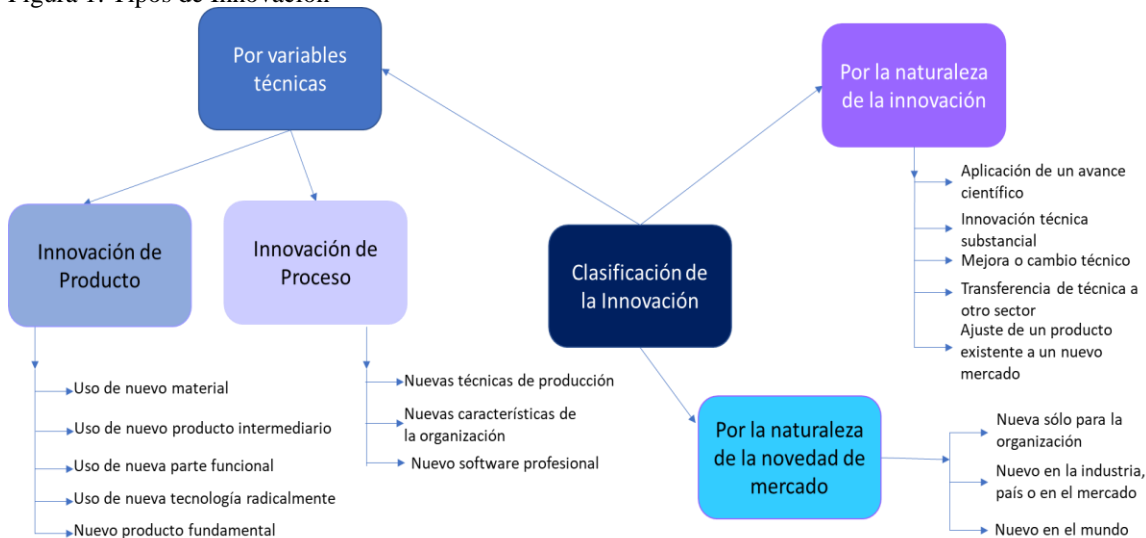 Figura 1. Tipos de Innovación
Por variables
técnicas
Por la naturaleza
de la innovación
Aplicación de un avance
científico
Innovación técnica
substancial
Mejora o cambio técnico
Transferencia de técnica a
otro sector
Ajuste de un producto
existente a un nuevo
mercado
Innovación de
Producto
Innovación de
Proceso
Clasificación de
la Innovación
Uso de nuevo material
Uso de nuevo producto intermediario
Uso de nueva parte funcional
Uso de nueva tecnología radicalmente
Nuevo producto fundamental
Nuevas técnicas de producción
Nuevas características de
la organización
Nuevo software profesional
Por la naturaleza
de la novedad de
mercado
Nueva sólo para la
organización
Nuevo en la industria,
país o en el mercado
Nuevo en el mundo